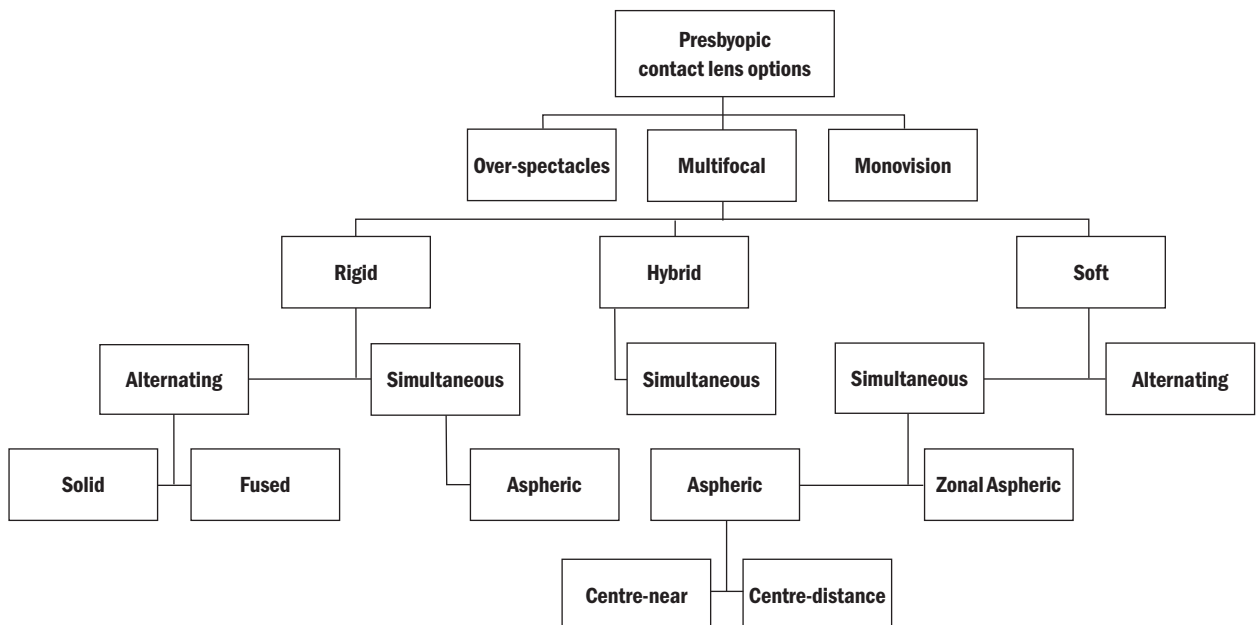 Presbyopic
contact lens options
Over-spectacles
Multifocal
Monovision
Rigid
Hybrid
Soft
Alternating
Simultaneous
Simultaneous
Simultaneous
Alternating
Solid
Fused
Aspheric
Aspheric
Zonal Aspheric
Centre-near
Centre-distance